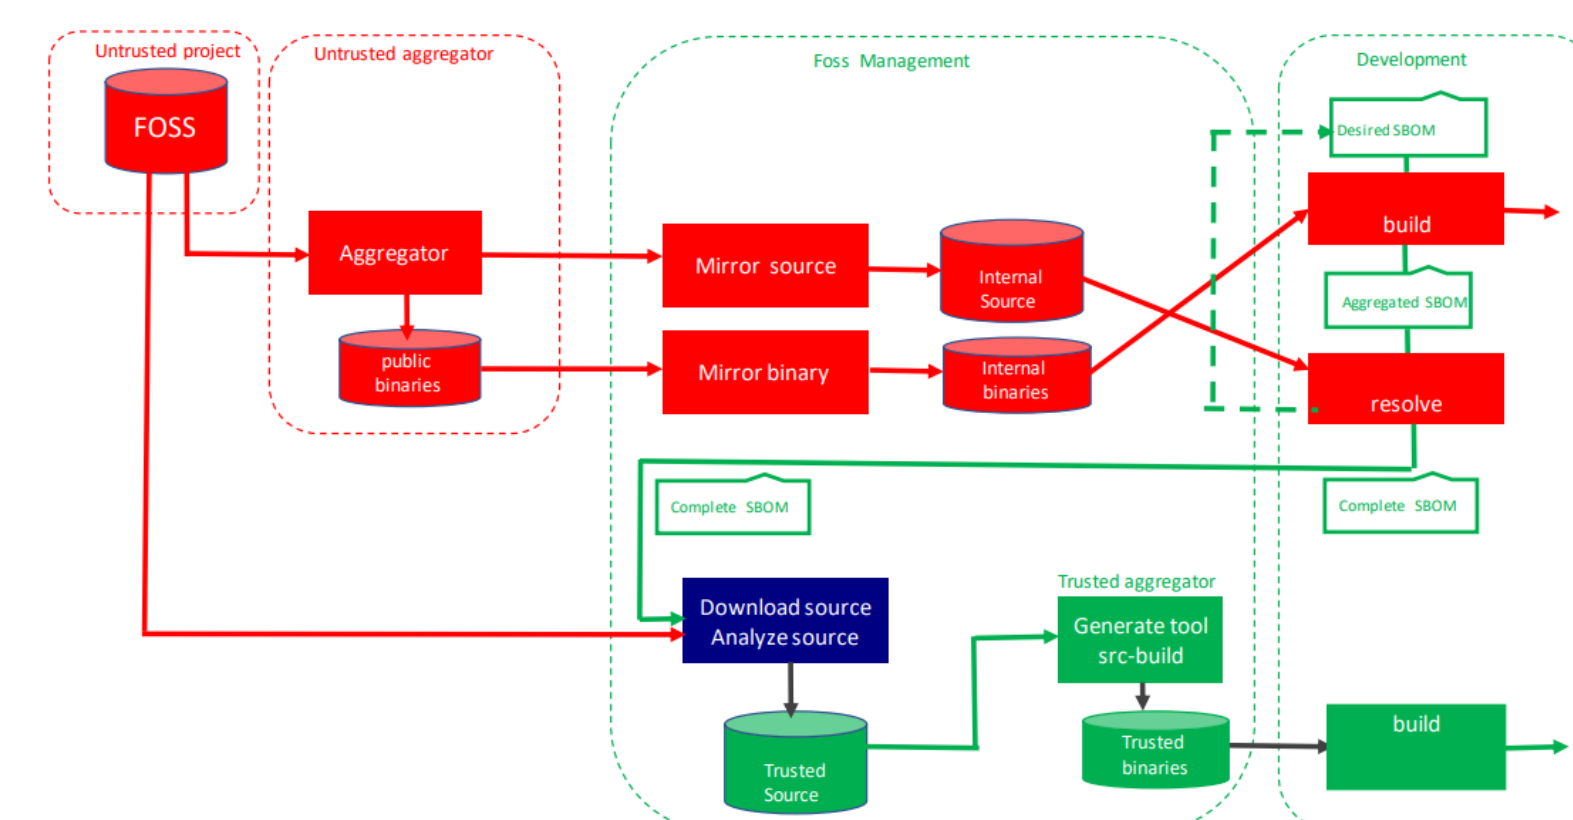 Untrusted project
Untrusted aggregator
Foss Management
Development
FOSS
Desired SBOM
build
Aggregator
Mirror source
Internal
Source
Aggregated SBOM
public
binaries
Mirror binary
Internal
binaries
resolve
Complete SBOM
Complete SBOM
Trusted aggregator
Download source
Analyze source
Generate tool
src-build
build
Trusted
Source
Trusted
binaries